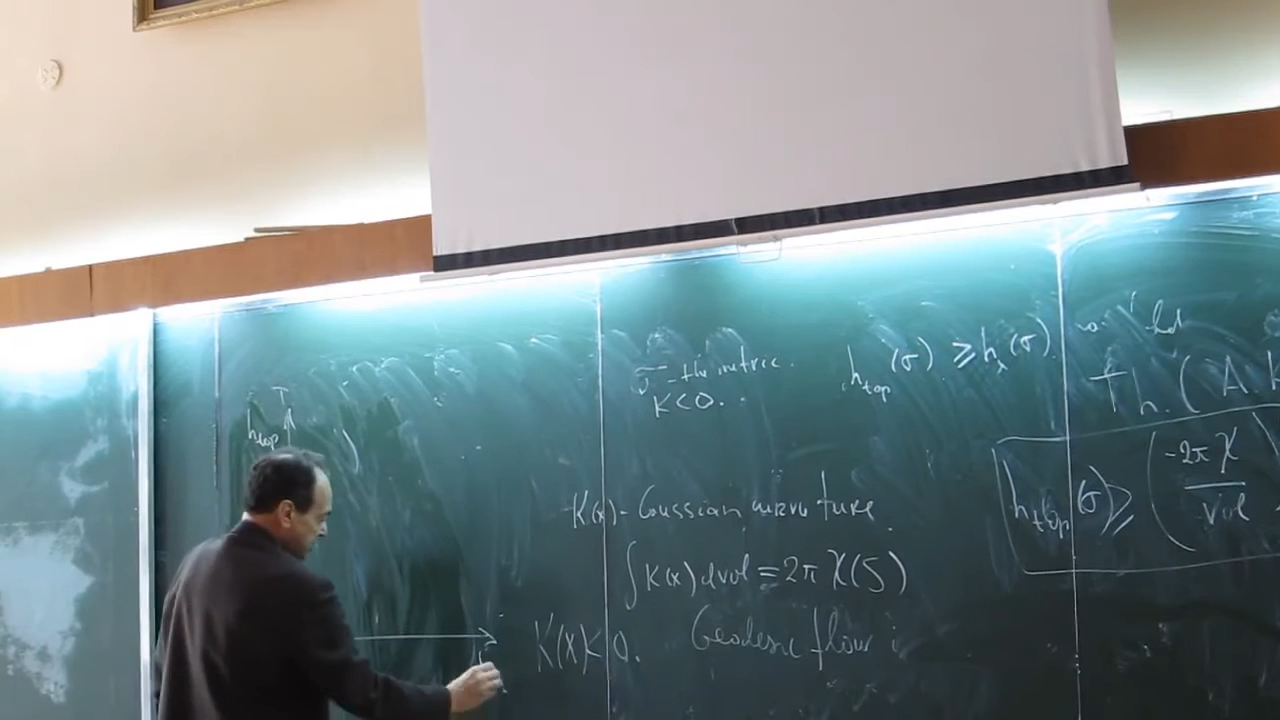 h_top
- the metric.
K<0.
h_top(σ) ≥ h_λ(σ)
Th. ( A.K
h_top(σ) ≥ ( -2π χ / vol )
K(x) - Gaussian curvature.
∫ K(x) dvol = 2π χ(S)
K(x)<0. Geodesic flow i